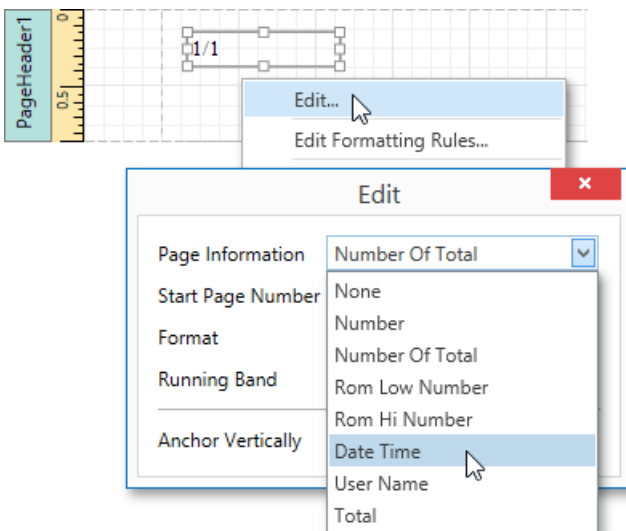 PageHeader1
0
0.5
1/1
Edit...
Edit Formatting Rules...
Edit
Page Information
Number Of Total
Start Page Number
None
Format
Number
Number Of Total
Running Band
Rom Low Number
Rom Hi Number
Anchor Vertically
Date Time
User Name
Total